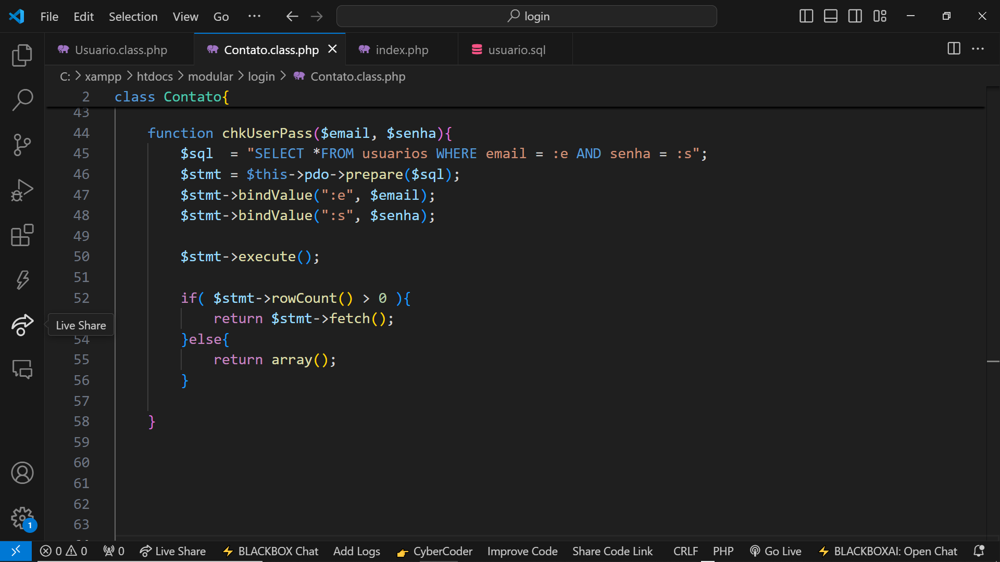 File Edit Selection View Go ··· login
Usuario.class.php Contato.class.php index.php usuario.sql
C: > xampp > htdocs > modular > login > Contato.class.php
2 class Contato{
43
44 function chkUserPass($email, $senha){
45 $sql  = "SELECT *FROM usuarios WHERE email = :e AND senha = :s";
46 $stmt = $this->pdo->prepare($sql);
47 $stmt->bindValue(":e", $email);
48 $stmt->bindValue(":s", $senha);
49
50 $stmt->execute();
51
52 if( $stmt->rowCount() > 0 ){
return $stmt->fetch();
Live Share
54 }else{
55 return array();
56 }
57
58 }
59
60
61
62
63
1
0 0 0 Live Share BLACKBOX Chat Add Logs CyberCoder Improve Code Share Code Link CRLF PHP Go Live BLACKBOXAI: Open Chat